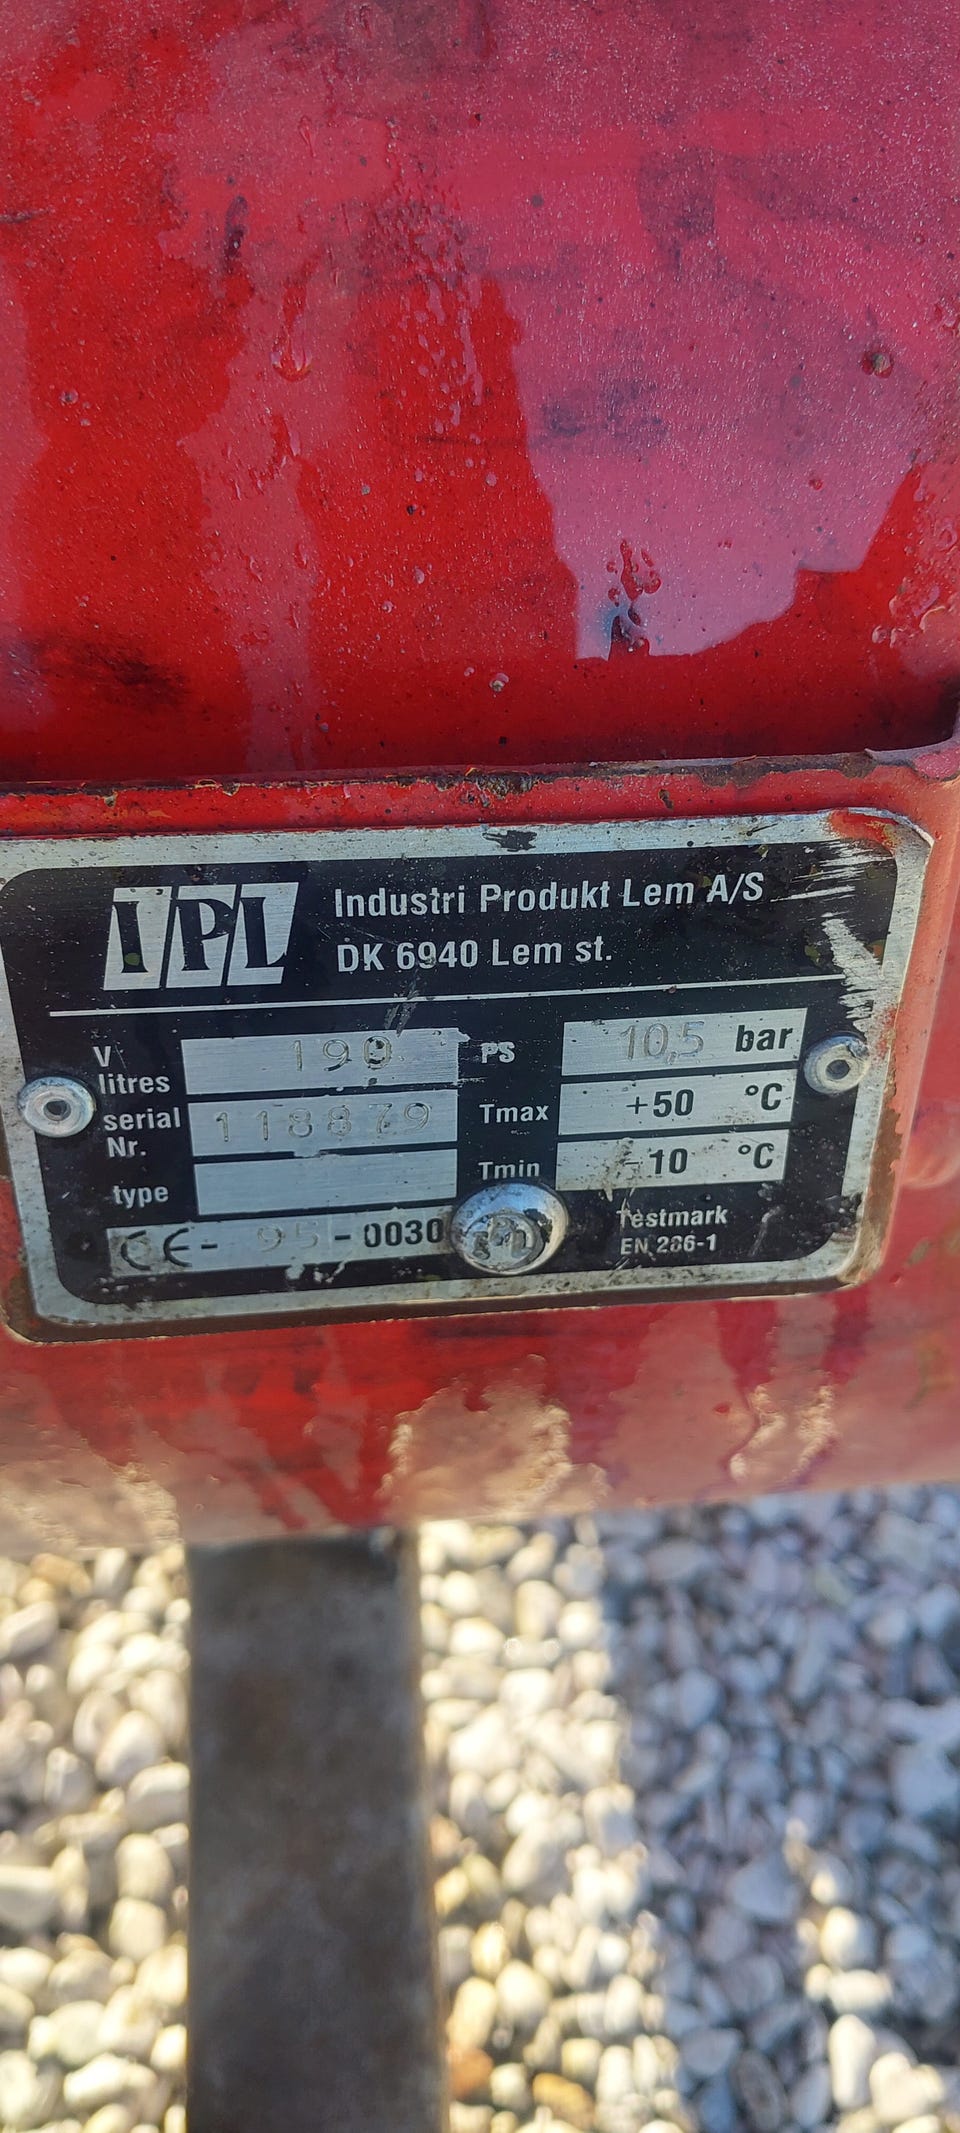 IPL
Industri Produkt Lem A/S
DK 6940 Lem st.
V litres 190 PS 10,5 bar
serial Nr. 118879 Tmax +50 °C
type Tmin -10 °C
CE - 95 - 0030 Testmark
EN 286-1